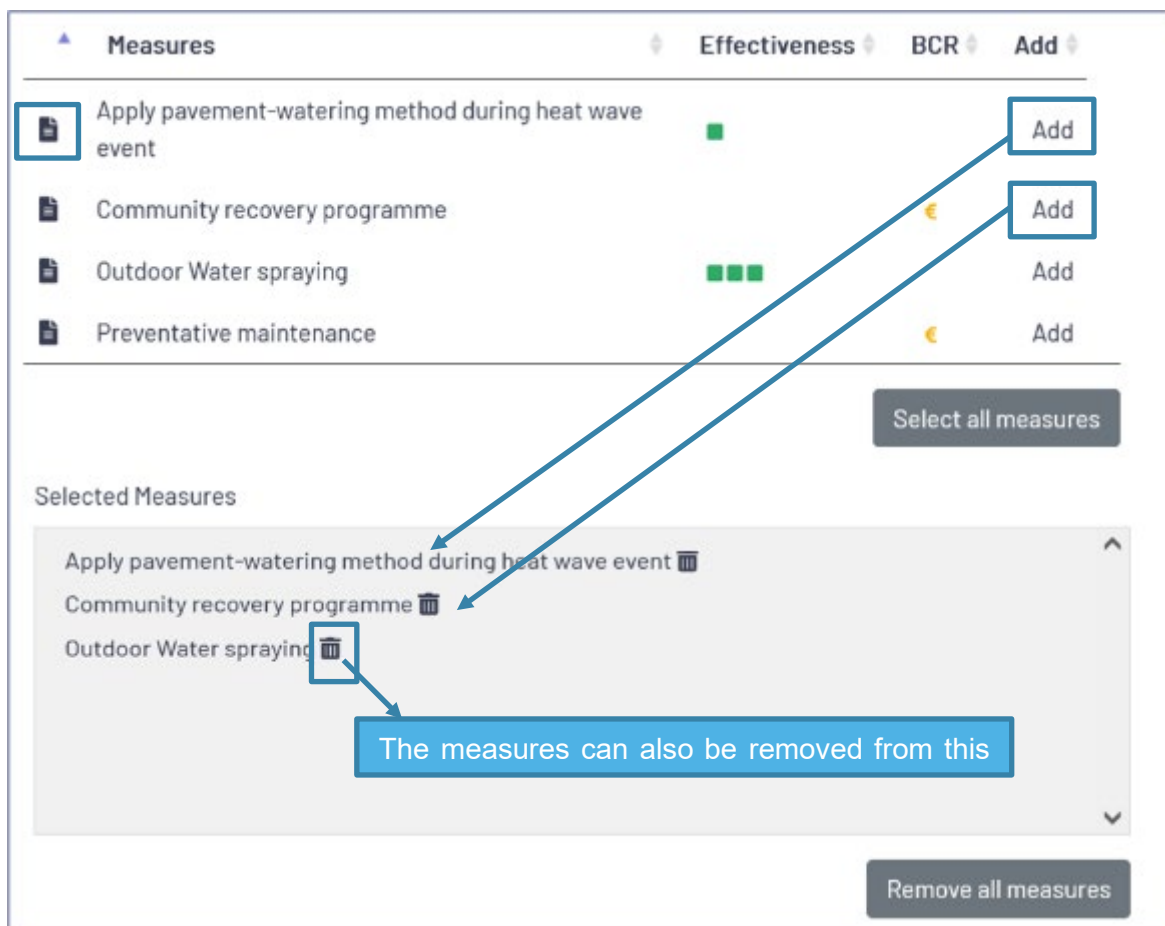 Measures Effectiveness BCR Add
Apply pavement-watering method during heat wave
event
Add
Community recovery programme € Add
Outdoor Water spraying Add
Preventative maintenance € Add
Select all measures
Selected Measures
Apply pavement-watering method during heat wave event
Community recovery programme
Outdoor Water spraying
The measures can also be removed from this
Remove all measures